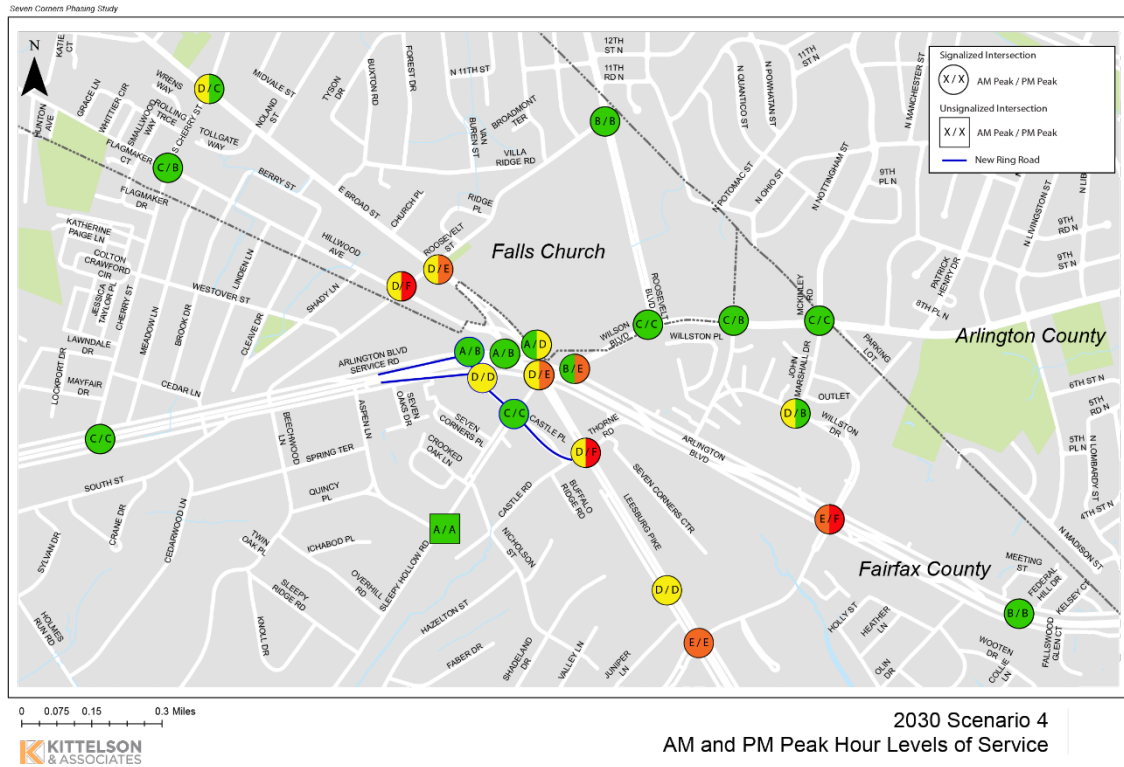 Seven Corners Phasing Study
N
Signalized Intersection
X / X
AM Peak / PM Peak
Unsignalized Intersection
X / X
AM Peak / PM Peak
New Ring Road
KATIE
CT
HUNTON
AVE
GRACE LN
WHITTIER CIR
WRENS
WAY
ROLLING
TRCE
SMALLWOOD
WAY
S CHERRY ST
FLAGMAKER
CT
TOLLGATE
WAY
FLAGMAKER
DR
MIDVALE ST
NOLAND
ST
TYSON
DR
BUXTON RD
FOREST DR
N 11TH ST
VAN
BUREN ST
BROADMONT
TER
VILLA
RIDGE RD
12TH
ST N
11TH
RD N
N QUANTICO ST
N POWHATAN ST
11TH
ST N
N MANCHESTER ST
D / C
C / B
B / B
BERRY ST
E BROAD ST
CHURCH PL
RIDGE
PL
ROOSEVELT
ST
HILLWOOD
AVE
Falls Church
N POTOMAC ST
N OHIO ST
N NOTTINGHAM ST
9TH
PL N
N LIVINGSTON ST
9TH
RD N
9TH
ST N
PATRICK
HENRY DR
8TH PL N
KATHERINE
PAIGE LN
COLTON
CRAWFORD
CIR
JESSICA
TAYLOR PL
CHERRY ST
WESTOVER ST
LINDEN LN
SHADY LN
D / E
D / F
ROOSEVELT
BLVD
WILSON
BLVD
WILLSTON PL
MCKINLEY
RD
PARKING
LOT
C / C
C / B
C / C
Arlington County
LAWNDALE
DR
LOCKPORT DR
MAYFAIR
DR
MEADOW LN
BROOK DR
CLEAVE DR
CEDAR LN
ARLINGTON BLVD
SERVICE RD
A / B
A / B
A / D
D / D
D / E
B / E
JOHN
MARSHALL DR
OUTLET
WILLSTON
DR
D / B
6TH ST N
5TH
RD N
5TH
PL N
N LOMBARDY ST
4TH ST N
N MADISON ST
C / C
SOUTH ST
BEECHWOOD
LN
ASPEN LN
SEVEN
OAKS DR
SEVEN
CORNERS PL
CROOKED
OAK LN
SPRING TER
C / C
CASTLE PL
THORNE
RD
D / F
ARLINGTON
BLVD
SEVEN CORNERS CTR
LEESBURG PIKE
BUFFALO
RIDGE RD
CASTLE RD
NICHOLSON
ST
QUINCY
PL
A / A
SYLVAN DR
CRANE DR
CEDARWOOD LN
TWIN
OAK PL
ICHABOD PL
SLEEPY
RIDGE RD
OVERHILL
RD
SLEEPY HOLLOW RD
E / F
Fairfax County
MEETING
ST
FEDERAL
HILL DR
KELSEY CT
B / B
HOLMES
RUN RD
KNOLL DR
HAZELTON ST
FABER DR
SHADELAND
DR
VALLEY LN
JUNIPER
LN
D / D
E / E
HOLLY ST
HEATHER
LN
OLIN
DR
WOOTEN
DR
COLLIE
LN
FALLSWOOD
GLEN CT
0 0.075 0.15 0.3 Miles
KITTELSON
& ASSOCIATES
2030 Scenario 4
AM and PM Peak Hour Levels of Service